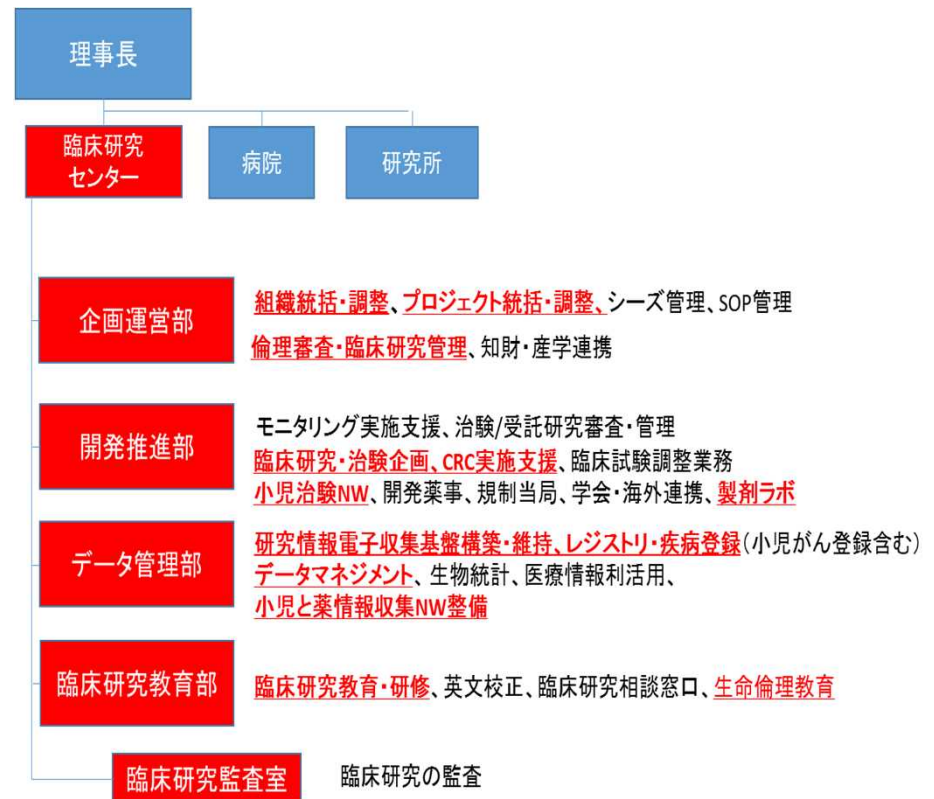 理事長
臨床研究
センター
病院
研究所
企画運営部
組織統括・調整、プロジェクト統括・調整、シーズ管理、SOP管理
倫理審査・臨床研究管理、知財・産学連携
開発推進部
モニタリング実施支援、治験/受託研究審査・管理
臨床研究・治験企画、CRC実施支援、臨床試験調整業務
小児治験NW、開発薬事、規制当局、学会・海外連携、製剤ラボ
データ管理部
研究情報電子収集基盤構築・維持、レジストリ・疾病登録(小児がん登録含む)
データマネジメント、生物統計、医療情報利活用、
小児と薬情報収集NW整備
臨床研究教育部
臨床研究教育・研修、英文校正、臨床研究相談窓口、生命倫理教育
臨床研究監査室
臨床研究の監査